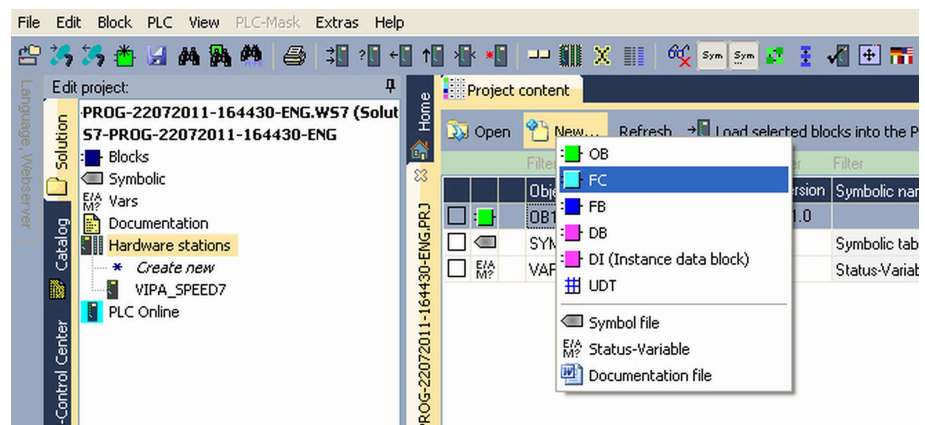 File Edit Block PLC View PLC-Mask Extras Help
Sym Sym
Language, Webserver
Solution
Catalog
-Control Center
Edit project:
PROG-22072011-164430-ENG.WS7 (Solut
S7-PROG-22072011-164430-ENG
Blocks
Symbolic
E/A M? Vars
Documentation
Hardware stations
Create new
VIPA_SPEED7
PLC Online
Home
PROG-22072011-164430-ENG.PRJ
Project content
Open New... Refresh Load selected blocks into the P
Filter
Obje rsion Symbolic nam
OB1 1.0
SYM Symbolic tab
E/A M? VAR Status-Variab
OB
FC
FB
DB
DI (Instance data block)
UDT
Symbol file
E/A M? Status-Variable
Documentation file